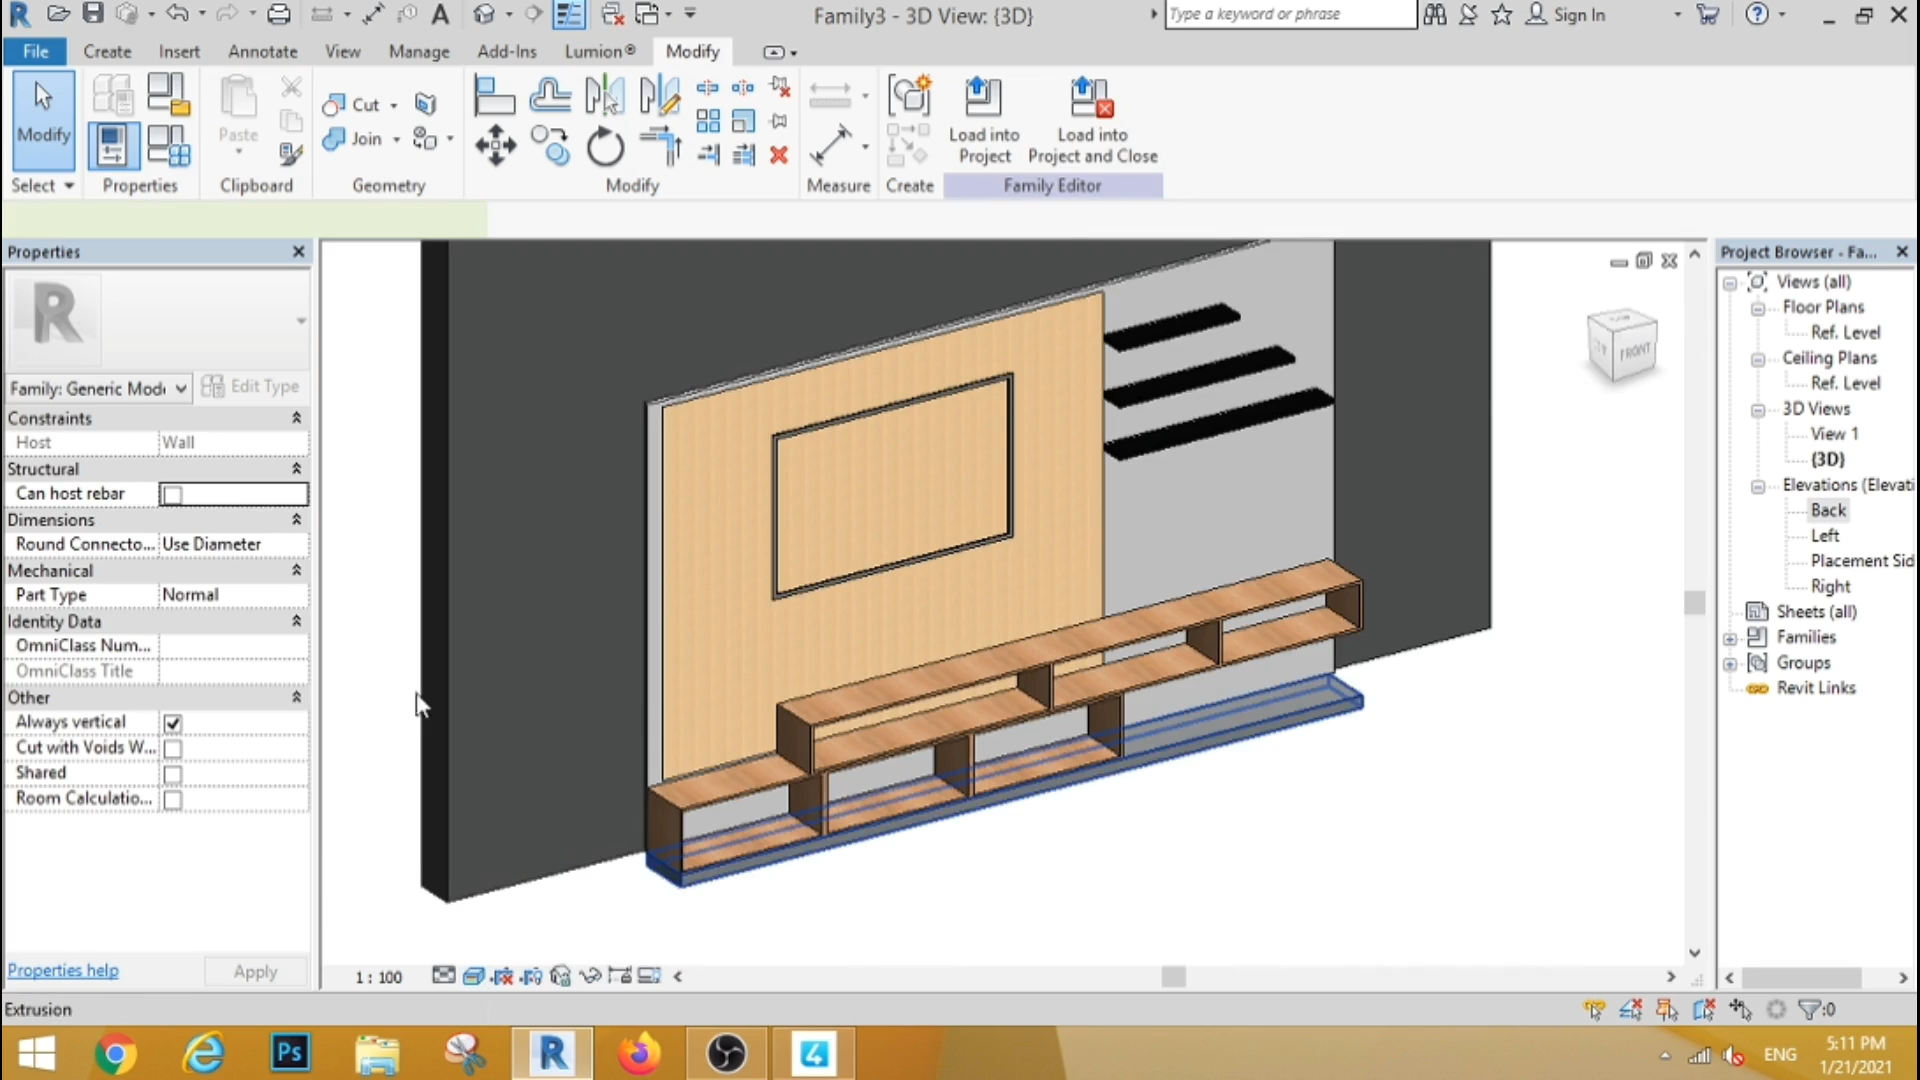 Family3 - 3D View: {3D}
Type a keyword or phrase
Sign In
File
Create
Insert
Annotate
View
Manage
Add-Ins
Lumion®
Modify
Modify
Paste
Cut
Join
Load into
Project
Load into
Project and Close
Select
Properties
Clipboard
Geometry
Modify
Measure
Create
Family Editor
Properties
Family: Generic Mode
Edit Type
Constraints
Host
Wall
Structural
Can host rebar
Dimensions
Round Connecto...
Use Diameter
Mechanical
Part Type
Normal
Identity Data
OmniClass Num...
OmniClass Title
Other
Always vertical
Cut with Voids W...
Shared
Room Calculatio...
Properties help
Apply
FRONT
Project Browser - Fa...
Views (all)
Floor Plans
Ref. Level
Ceiling Plans
Ref. Level
3D Views
View 1
{3D}
Elevations (Elevati
Back
Left
Placement Sid
Right
Sheets (all)
Families
Groups
Revit Links
1 : 100
Extrusion
:0
Ps
ENG
5:11 PM
1/21/2021